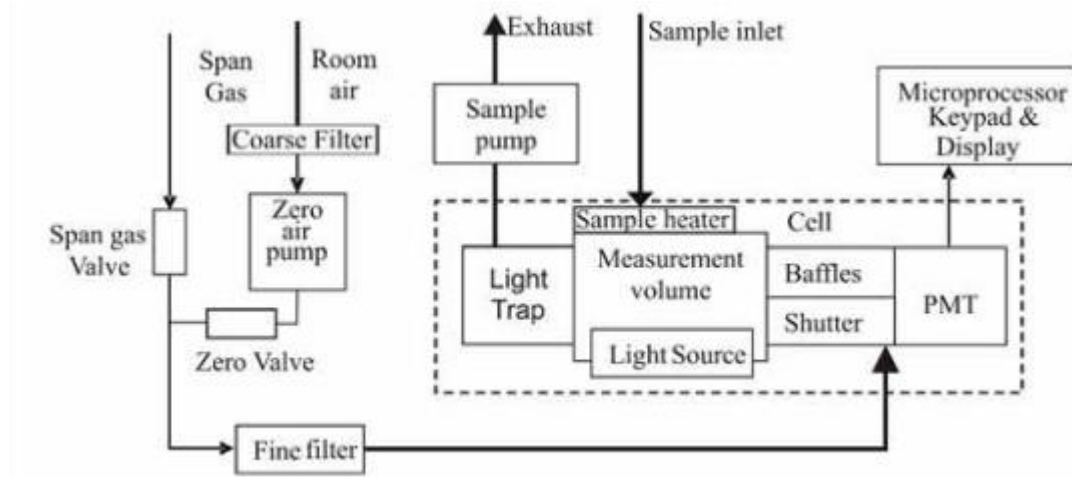 Span
Gas
Room
air
Exhaust
Sample inlet
Coarse Filter
Sample
pump
Microprocessor
Keypad &
Display
Span gas
Valve
Zero
air
pump
Sample heater
Cell
Light
Trap
Measurement
volume
Baffles
Shutter
PMT
Light Source
Zero Valve
Fine filter